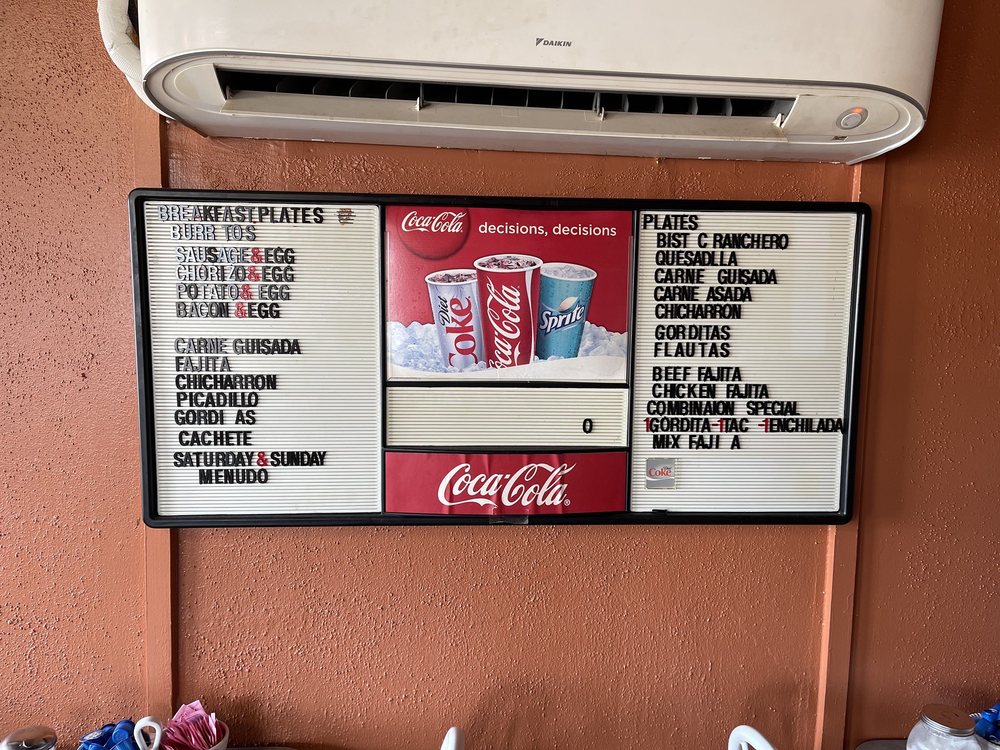 DAIKIN
BREAKFAST PLATES
BURR TOS
SAUSAGE & EGG
CHORIZO & EGG
POTATO & EGG
BACON & EGG
CARNE GUISADA
FAJITA
CHICHARRON
PICADILLO
GORDI AS
CACHETE
SATURDAY & SUNDAY
MENUDO
Coca-Cola
decisions, decisions
Diet Coke
Coca-Cola
Sprite
0
Coca-Cola
PLATES
BIST C RANCHERO
QUESADLLA
CARNE GUISADA
CARNE ASADA
CHICHARRON
GORDITAS
FLAUTAS
BEEF FAJITA
CHICKEN FAJITA
COMBINAION SPECIAL
1GORDITA-1TAC -1ENCHILADA
MIX FAJI A
Diet Coke